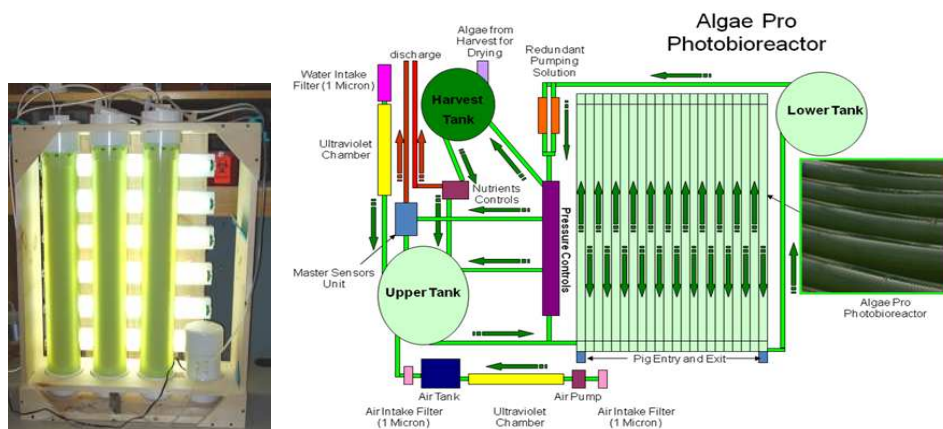 Algae Pro
Photobioreactor
Algae from
Harvest for
Drying
Redundant
Pumping
Solution
discharge
Water Intake
Filter (1 Micron)
Harvest
Tank
Lower Tank
Ultraviolet
Chamber
Nutrients
Controls
Pressure Controls
Master Sensors
Unit
Upper Tank
Algae Pro
Photobioreactor
Pig Entry and Exit
Air Tank
Air Pump
Air Intake Filter
(1 Micron)
Ultraviolet
Chamber
Air Intake Filter
(1 Micron)